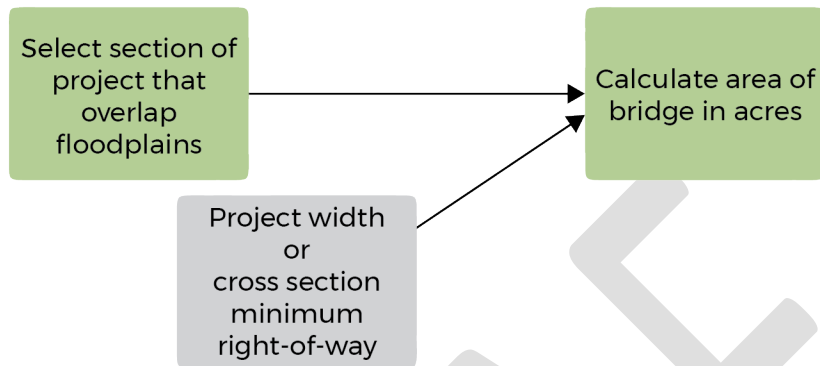 Select section of
project that
overlap
floodplains
Calculate area of
bridge in acres
Project width
or
cross section
minimum
right-of-way